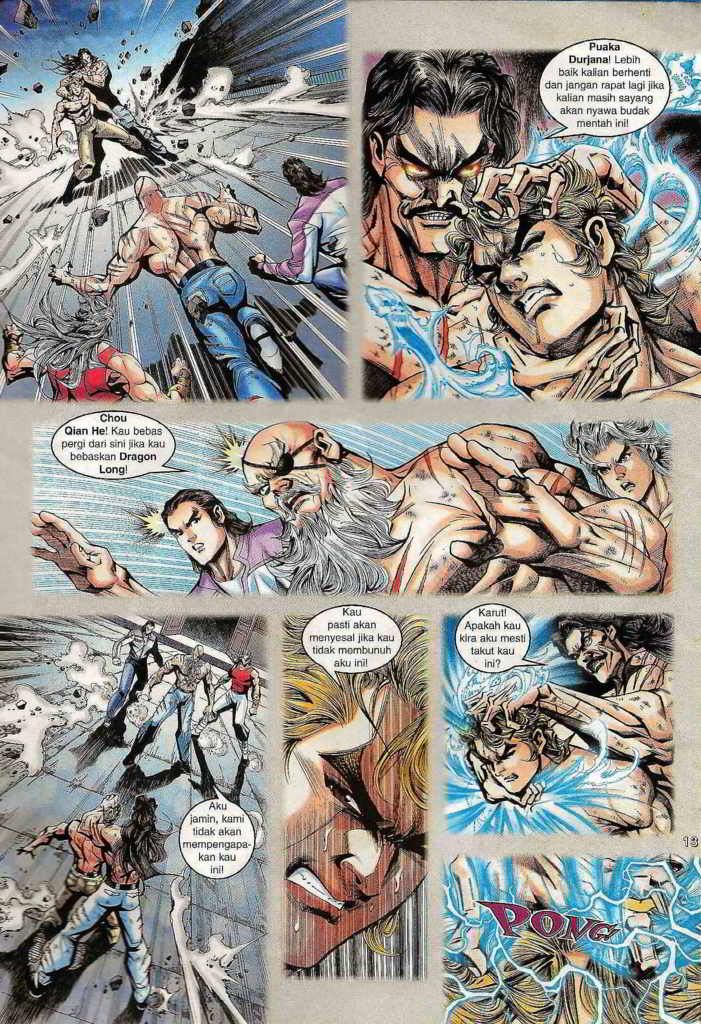 Puaka
Durjana! Lebih
baik kalian berhenti
dan jangan rapat lagi jika
kalian masih sayang
akan nyawa budak
mentah ini!
Chou
Qian He! Kau bebas
pergi dari sini jika kau
bebaskan Dragon
Long!
Aku
jamin, kami
tidak akan
mempengapa-
kan kau
ini!
Kau
pasti akan
menyesal jika kau
tidak membunuh
aku ini!
Karut!
Apakah kau
kira aku mesti
takut kau
ini?
13
PONG